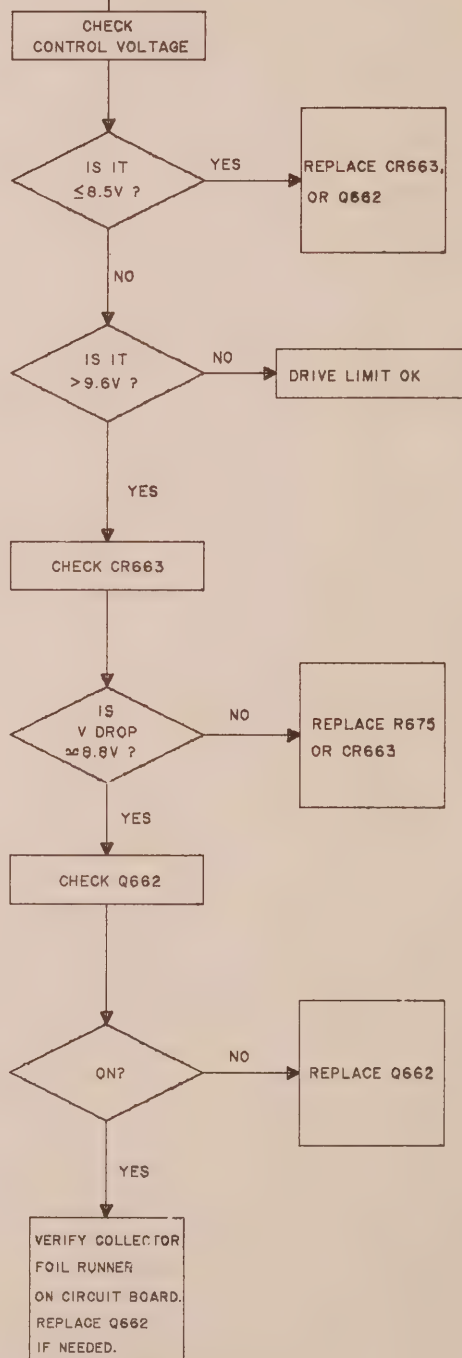 CHECK
CONTROL VOLTAGE
IS IT
≤8.5V ?
YES
REPLACE CR663,
OR Q662
NO
IS IT
>9.6V ?
NO
DRIVE LIMIT OK
YES
CHECK CR663
IS
V DROP
≅8.8V ?
NO
REPLACE R675
OR CR663
YES
CHECK Q662
ON?
NO
REPLACE Q662
YES
VERIFY COLLECTOR
FOIL RUNNER
ON CIRCUIT BOARD.
REPLACE Q662
IF NEEDED.